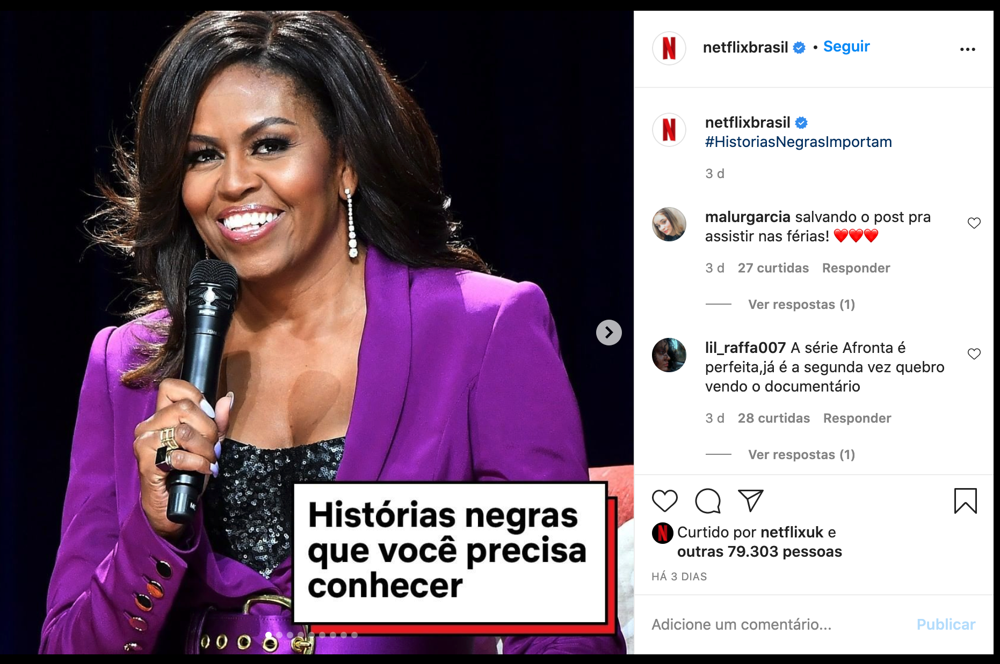 netflixbrasil • Seguir
netflixbrasil
#HistoriasNegrasImportam
3 d
malurgarcia salvando o post pra
assistir nas férias! ❤️❤️❤️
3 d 27 curtidas Responder
Ver respostas (1)
lil_raffa007 A série Afronta é
perfeita,já é a segunda vez quebro
vendo o documentário
3 d 28 curtidas Responder
Ver respostas (1)
Curtido por netflixuk e
outras 79.303 pessoas
HÁ 3 DIAS
Adicione um comentário... Publicar
Histórias negras
que você precisa
conhecer